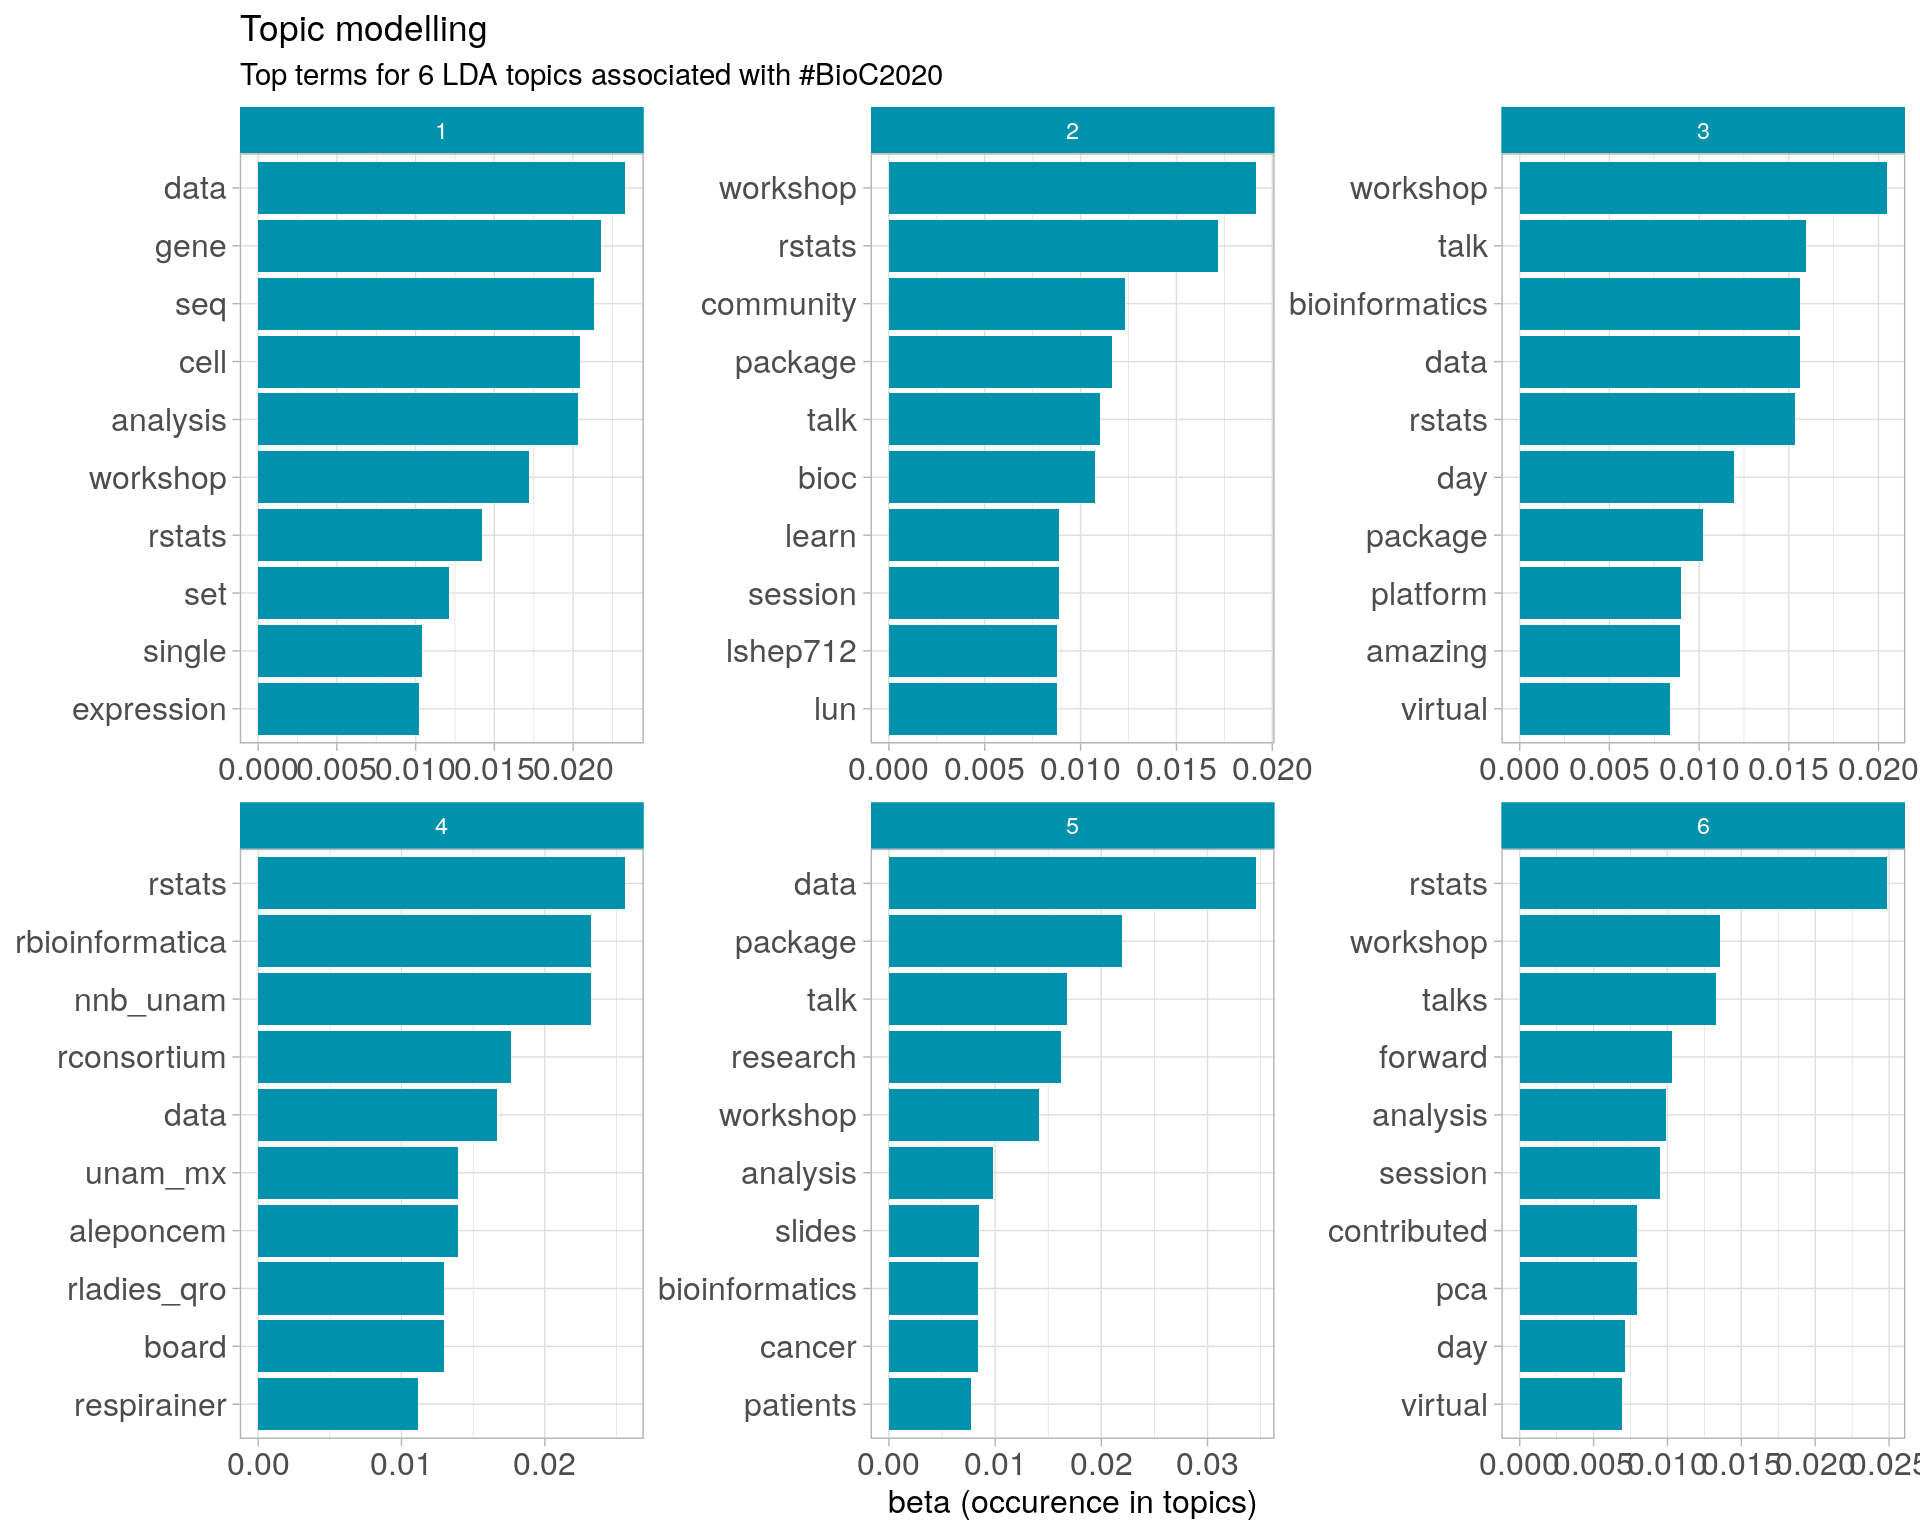 Topic modelling
Top terms for 6 LDA topics associated with #BioC2020
1
data
gene
seq
cell
analysis
workshop
rstats
set
single
expression
0.000 0.005 0.010 0.015 0.020
2
workshop
rstats
community
package
talk
bioc
learn
session
lshep712
lun
0.000 0.005 0.010 0.015 0.020
3
workshop
talk
bioinformatics
data
rstats
day
package
platform
amazing
virtual
0.000 0.005 0.010 0.015 0.020
4
rstats
rbioinformatica
nnb_unam
rconsortium
data
unam_mx
aleponcem
rladies_qro
board
respirainer
0.00 0.01 0.02
5
data
package
talk
research
workshop
analysis
slides
bioinformatics
cancer
patients
0.00 0.01 0.02 0.03
6
rstats
workshop
talks
forward
analysis
session
contributed
pca
day
virtual
0.000 0.005 0.010 0.015 0.020 0.025
beta (occurence in topics)